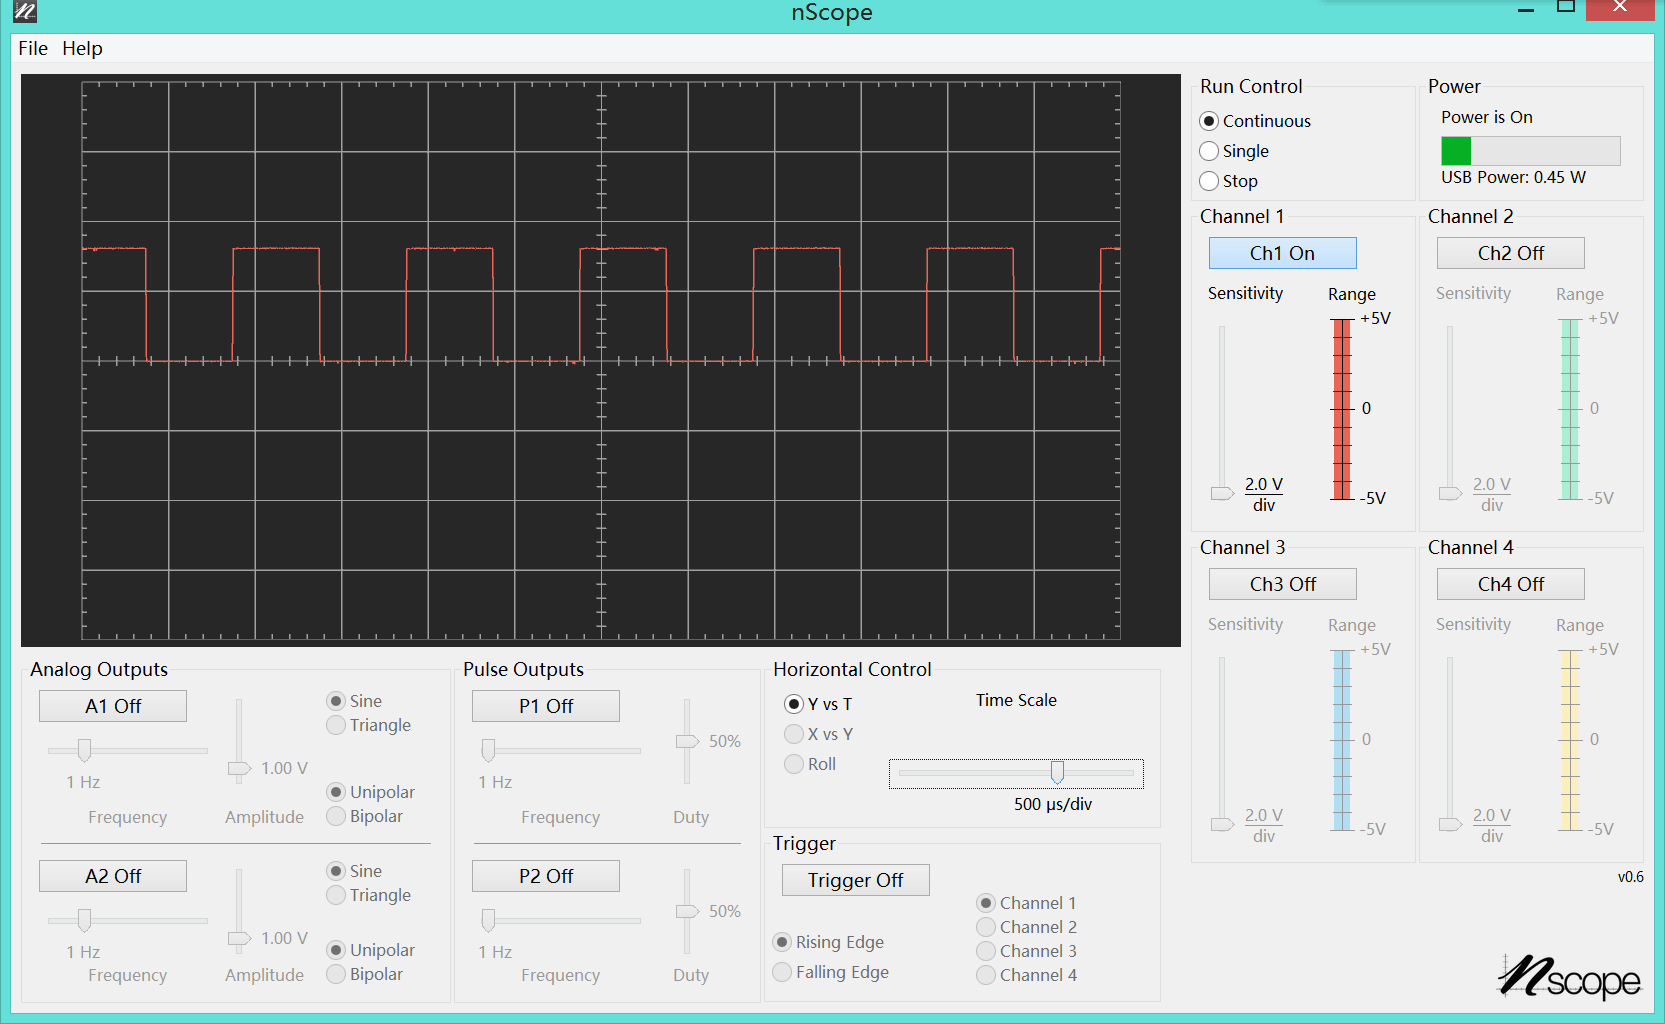 nScope
File Help
Run Control
Continuous
Single
Stop
Power
Power is On
USB Power: 0.45 W
Channel 1
Ch1 On
Sensitivity
Range
+5V
0
-5V
2.0 V
div
Channel 2
Ch2 Off
Sensitivity
Range
+5V
0
-5V
2.0 V
div
Channel 3
Ch3 Off
Sensitivity
Range
+5V
0
-5V
2.0 V
div
Channel 4
Ch4 Off
Sensitivity
Range
+5V
0
-5V
2.0 V
div
Analog Outputs
A1 Off
1 Hz
Frequency
1.00 V
Amplitude
Sine
Triangle
Unipolar
Bipolar
A2 Off
1 Hz
Frequency
1.00 V
Amplitude
Sine
Triangle
Unipolar
Bipolar
Pulse Outputs
P1 Off
1 Hz
Frequency
50%
Duty
P2 Off
1 Hz
Frequency
50%
Duty
Horizontal Control
Y vs T
X vs Y
Roll
Time Scale
500 µs/div
Trigger
Trigger Off
Rising Edge
Falling Edge
Channel 1
Channel 2
Channel 3
Channel 4
v0.6
nscope